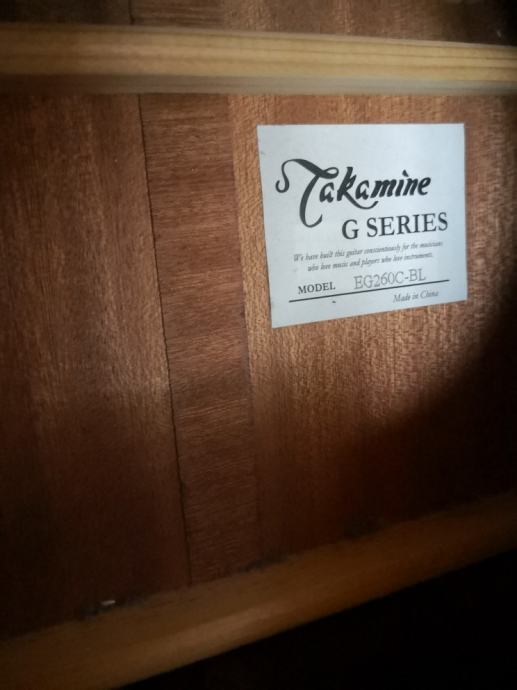 Takamine
G SERIES
We have built this guitar conscientiously for the musicians
who love music and players who love instruments.
MODEL EG260C-BL
Made in China